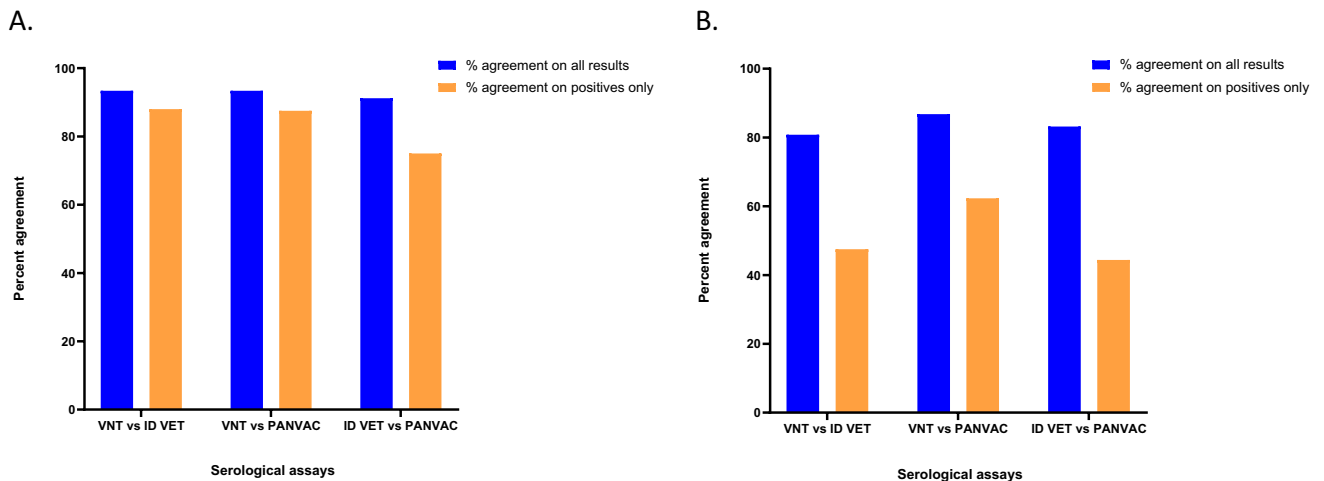 A.
% agreement on all results
% agreement on positives only
100
80
60
40
20
0
Percent agreement
VNT vs ID VET VNT vs PANVAC ID VET vs PANVAC
Serological assays
B.
% agreement on all results
% agreement on positives only
100
80
60
40
20
0
Percent agreement
VNT vs ID VET VNT vs PANVAC ID VET vs PANVAC
Serological assays